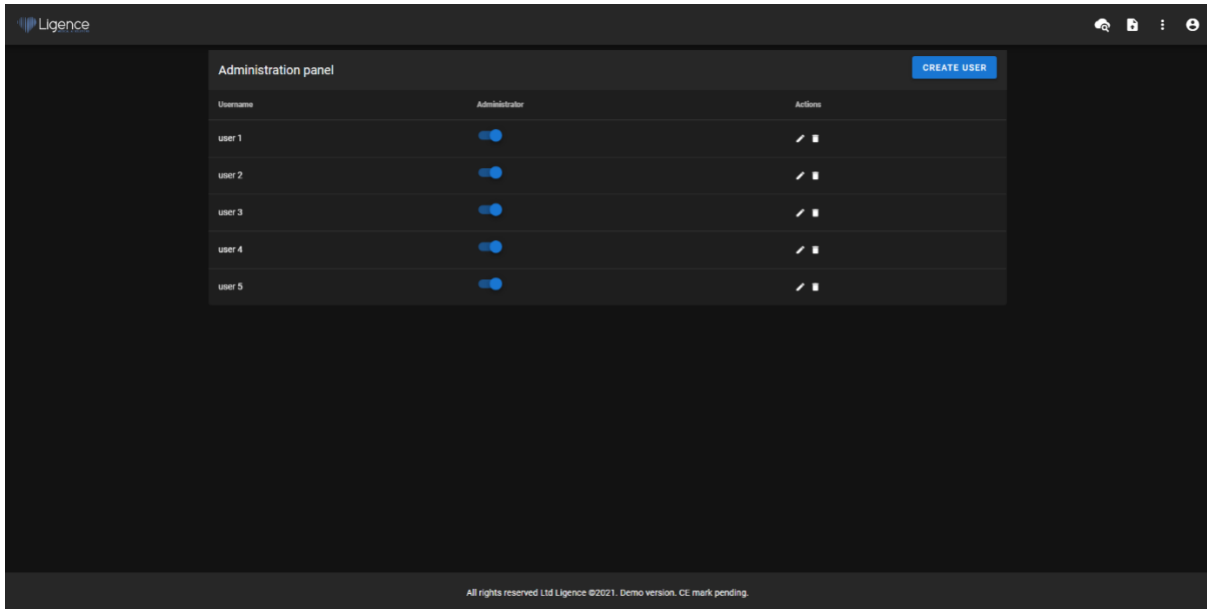 Ligence
Administration panel
CREATE USER
Username Administrator Actions
user 1
user 2
user 3
user 4
user 5
All rights reserved Ltd Ligence ©2021. Demo version. CE mark pending.